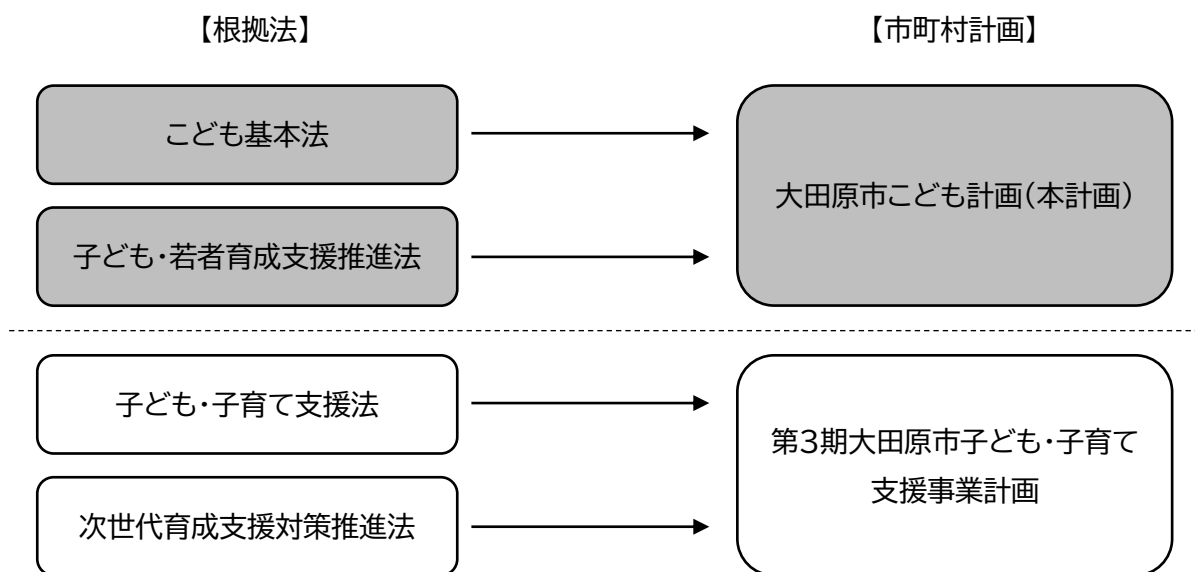 【根拠法】
【市町村計画】
こども基本法
子ども・若者育成支援推進法
大田原市こども計画(本計画)
子ども・子育て支援法
次世代育成支援対策推進法
第3期大田原市子ども・子育て
支援事業計画